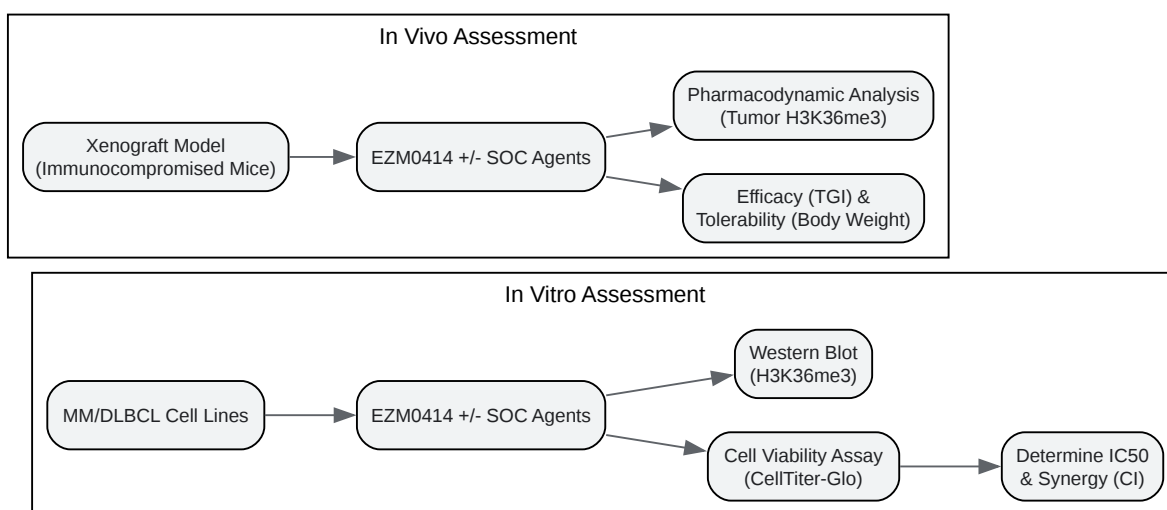 In Vivo Assessment
Xenograft Model
(Immunocompromised Mice)
EZM0414 +/- SOC Agents
Pharmacodynamic Analysis
(Tumor H3K36me3)
Efficacy (TGI) &
Tolerability (Body Weight)
In Vitro Assessment
MM/DLBCL Cell Lines
EZM0414 +/- SOC Agents
Western Blot
(H3K36me3)
Cell Viability Assay
(CellTiter-Glo)
Determine IC50
& Synergy (CI)